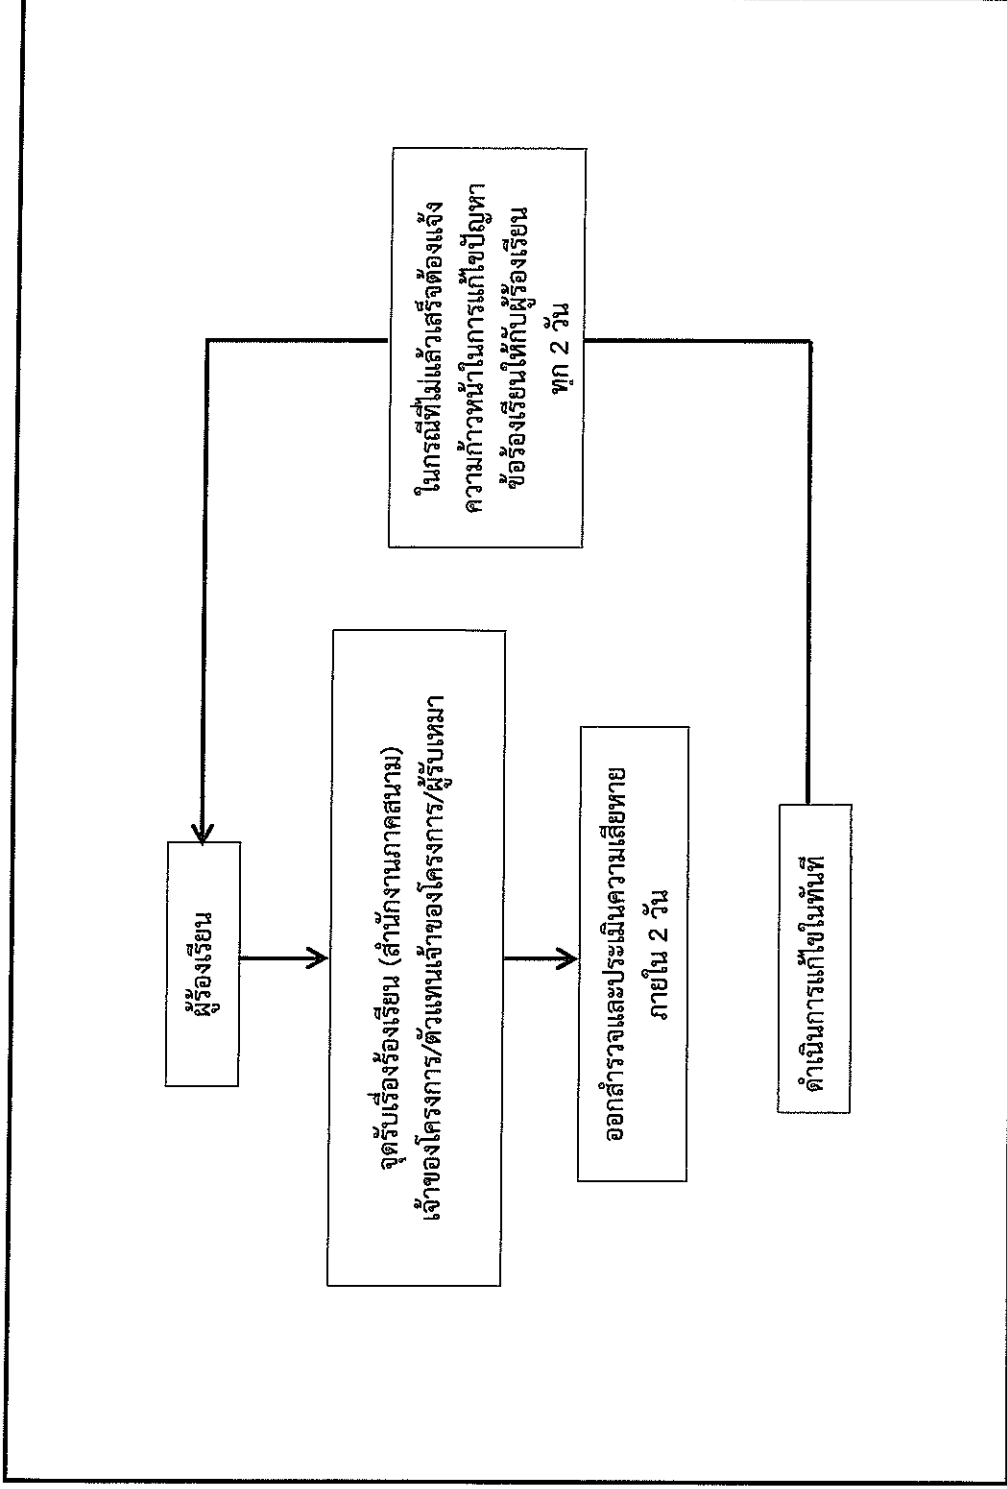 ผู้ร้องเรียน
จุดรับเรื่องร้องเรียน (สำนักงานภาคสนาม)
เจ้าของโครงการ/ตัวแทนเจ้าของโครงการ/ผู้รับเหมา
ออกสำรวจและประเมินความเสียหาย
ภายใน 2 วัน
ดำเนินการแก้ไขในทันที
ในกรณีที่ไม่แล้วเสร็จต้องแจ้ง
ความก้าวหน้าในการแก้ไขปัญหา
ข้อร้องเรียนให้กับผู้ร้องเรียน
ทุก 2 วัน